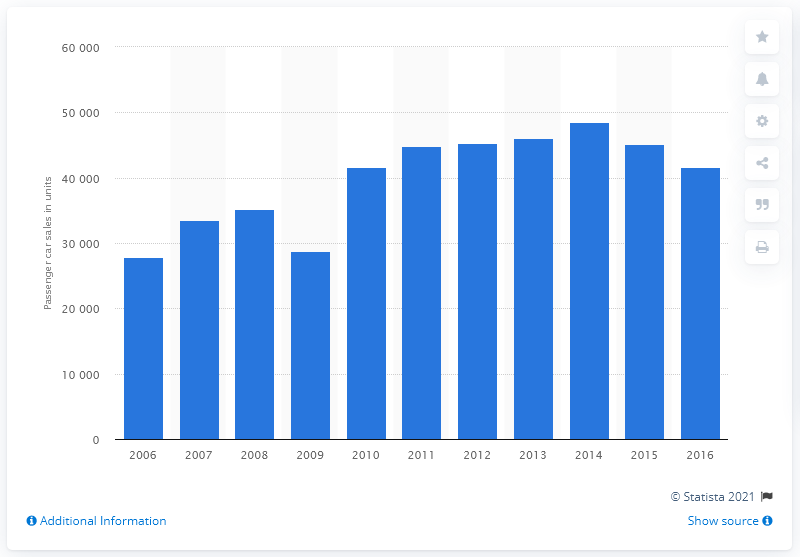 60 000
50 000
40 000
30 000
20 000
10 000
0
Passenger car sales in units
2006 2007 2008 2009 2010 2011 2012 2013 2014 2015 2016
© Statista 2021
Additional Information
Show source